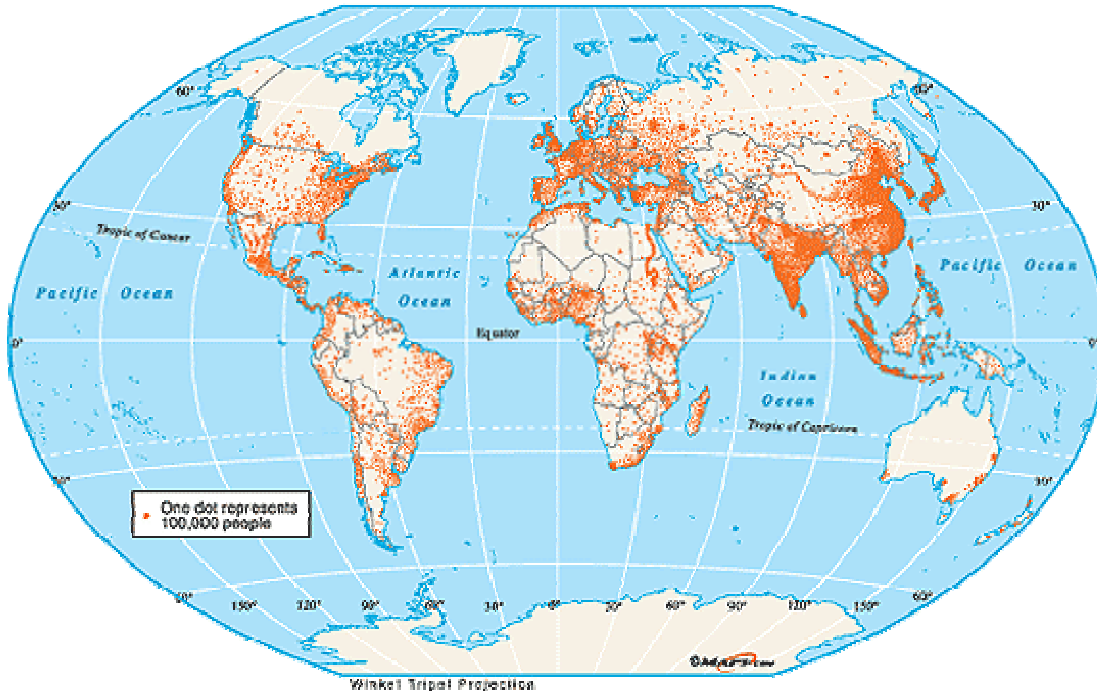 60°
60°
30°
30°
Tropic of Cancer
Atlantic
Ocean
Pacific Ocean
Pacific Ocean
Equator
0°
0°
Indian
Ocean
Tropic of Capricorn
30°
One dot represents
100,000 people
150°
120°
90°
60°
30°
0°
30°
60°
90°
120°
150°
60°
Winkel Tripel Projection